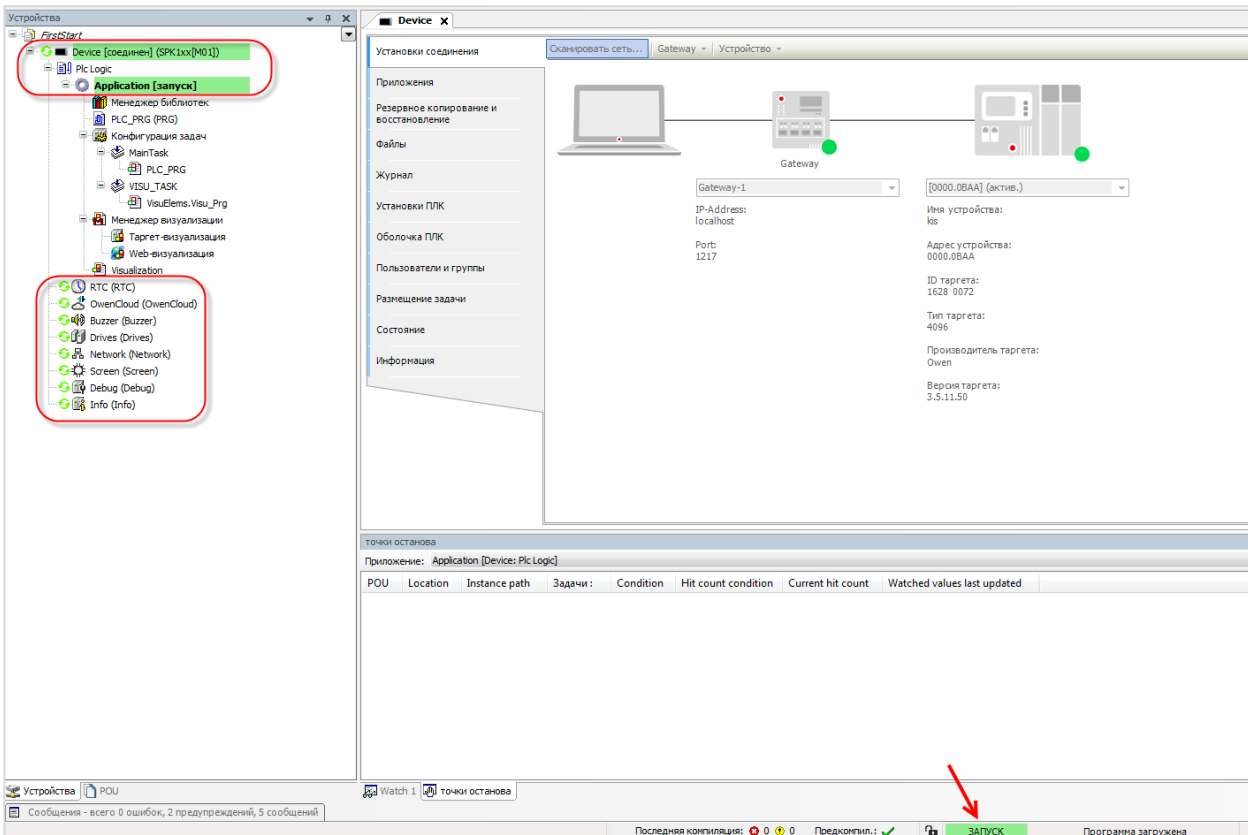 Устройства
FirstStart
Device [соединен] (SPK1xx[M01])
Plc Logic
Application [запуск]
Менеджер библиотек
PLC_PRG (PRG)
Конфигурация задач
MainTask
PLC_PRG
VISU_TASK
VisuElems.Visu_Prg
Менеджер визуализации
Таргет-визуализация
Web-визуализация
Visualization
RTC (RTC)
OwenCloud (OwenCloud)
Buzzer (Buzzer)
Drives (Drives)
Network (Network)
Screen (Screen)
Debug (Debug)
Info (Info)
Устройства POU
Device
Установки соединения
Приложения
Резервное копирование и
восстановление
Файлы
Журнал
Установки ПЛК
Оболочка ПЛК
Пользователи и группы
Размещение задачи
Состояние
Информация
Сканировать сеть... Gateway Устройство
Gateway
Gateway-1
IP-Address:
localhost
Port:
1217
[0000.0BAA] (актив.)
Имя устройства:
kis
Адрес устройства:
0000.0BAA
ID таргета:
1628 0072
Тип таргета:
4096
Производитель таргета:
Owen
Версия таргета:
3.5.11.50
точки останова
Приложение: Application [Device: Plc Logic]
POU Location Instance path Задачи : Condition Hit count condition Current hit count Watched values last updated
Watch 1 точки останова
Сообщения - всего 0 ошибок, 2 предупреждений, 5 сообщений
Последняя компиляция: 0 0 Предкомпил.: ЗАПУСК Программа загружена